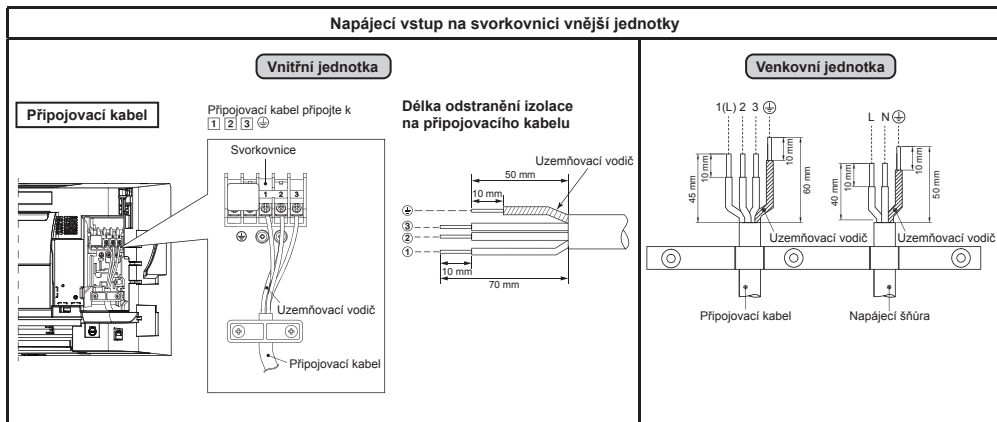 Napájecí vstup na svorkovnici vnější jednotky
Vnitřní jednotka
Připojovací kabel
Připojovací kabel připojte k
1 2 3 ⏚
Svorkovnice
1 2 3
⏚
Uzemňovací vodič
Připojovací kabel
Délka odstranění izolace
na připojovacího kabelu
Uzemňovací vodič
50 mm
10 mm
⏚
③
②
①
10 mm
70 mm
Venkovní jednotka
1(L) 2 3 ⏚
10 mm
45 mm
10 mm
60 mm
Uzemňovací vodič
Připojovací kabel
L N ⏚
10 mm
40 mm
10 mm
50 mm
Uzemňovací vodič
Napájecí šňůra